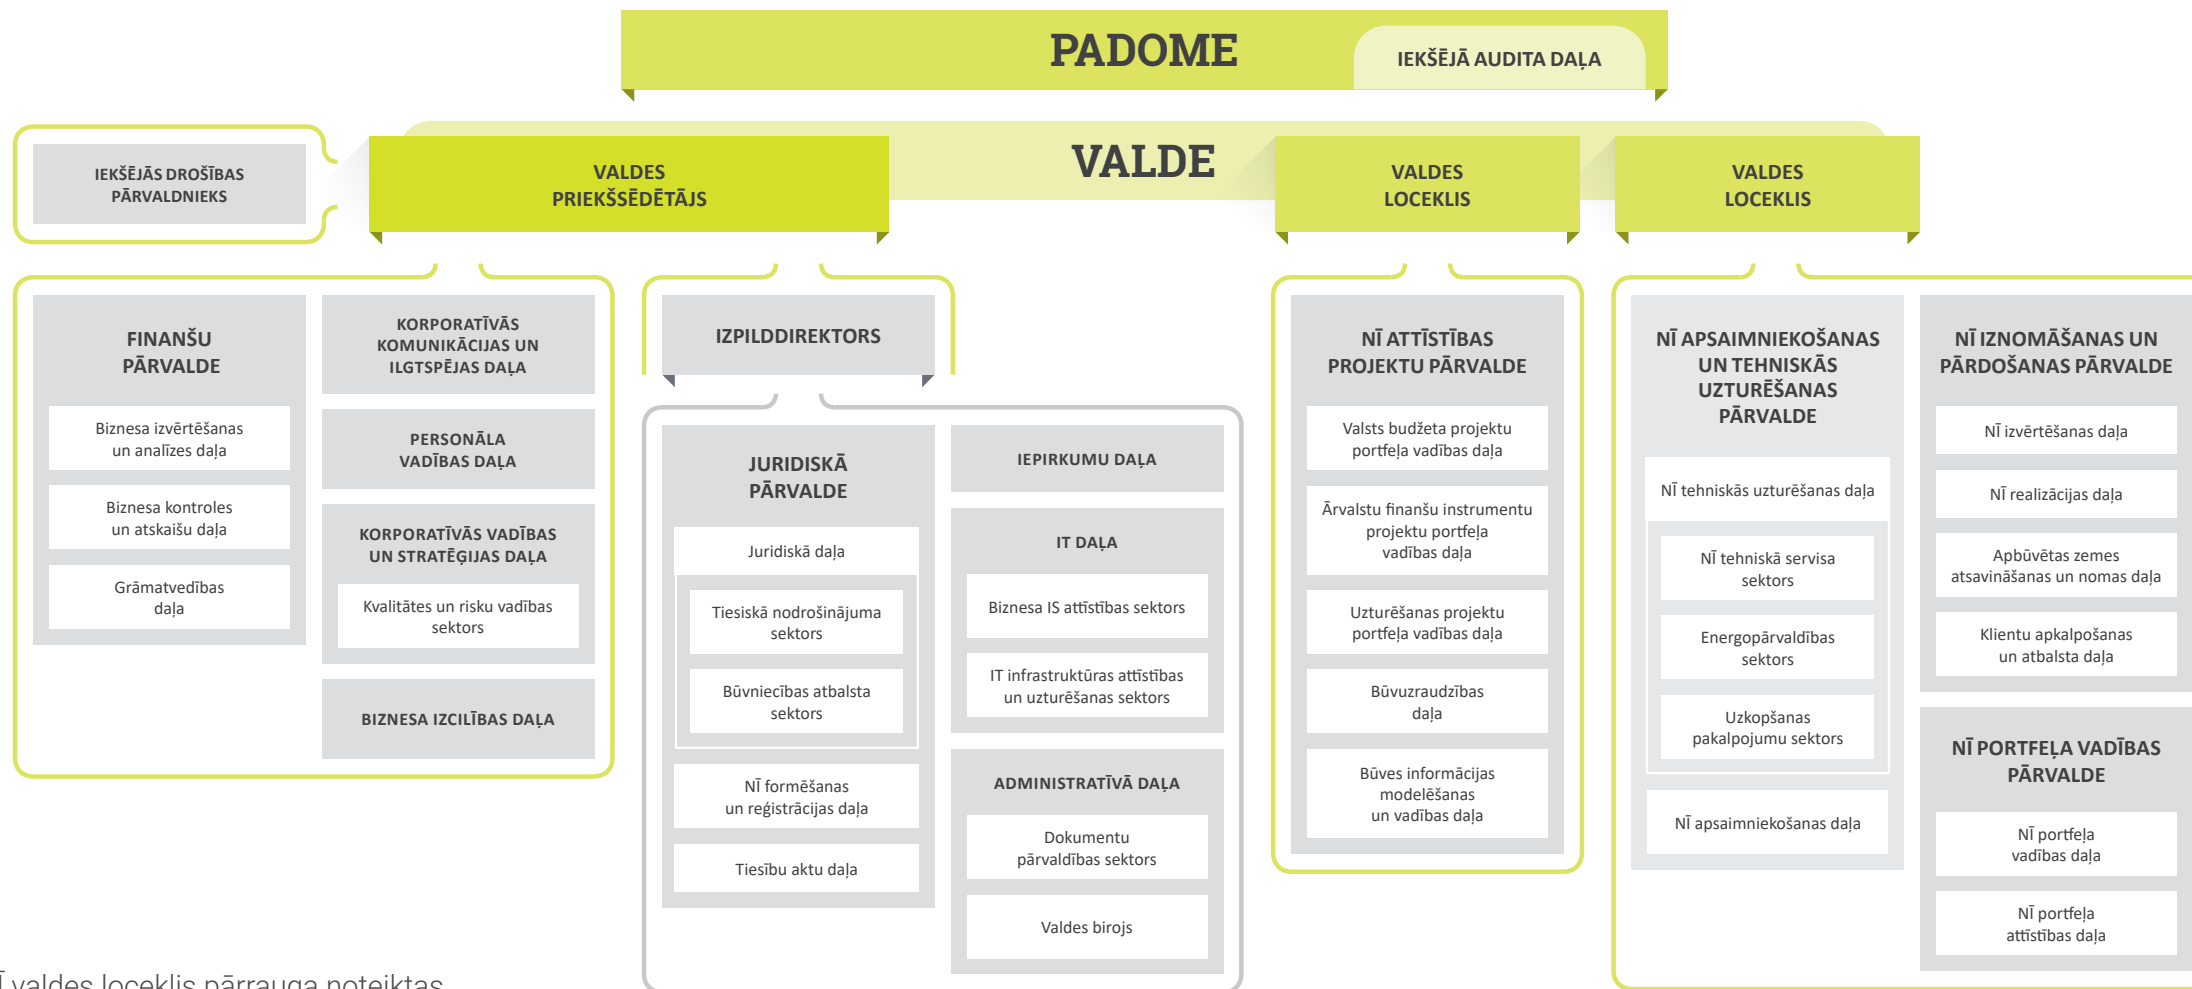 PADOME
IEKŠĒJĀ AUDITA DAĻA
VALDE
IEKŠĒJĀS DROŠĪBAS
PĀRVALDNIEKS
VALDES
PRIEKŠSĒDĒTĀJS
VALDES
LOCEKLIS
VALDES
LOCEKLIS
FINANŠU
PĀRVALDE
Biznesa izvērtēšanas
un analīzes daļa
Biznesa kontroles
un atskaišu daļa
Grāmatvedības
daļa
KORPORATĪVĀS
KOMUNIKĀCIJAS UN
ILGTSPĒJAS DAĻA
PERSONĀLA
VADĪBAS DAĻA
KORPORATĪVĀS VADĪBAS
UN STRATĒĢIJAS DAĻA
Kvalitātes un risku vadības
sektors
BIZNESA IZCILĪBAS DAĻA
IZPILDDIREKTORS
JURIDISKĀ
PĀRVALDE
Juridiskā daļa
Tiesiskā nodrošinājuma
sektors
Būvniecības atbalsta
sektors
NĪ formēšanas
un reģistrācijas daļa
Tiesību aktu daļa
IEPIRKUMU DAĻA
IT DAĻA
Biznesa IS attīstības sektors
IT infrastruktūras attīstības
un uzturēšanas sektors
ADMINISTRATĪVĀ DAĻA
Dokumentu
pārvaldības sektors
Valdes birojs
NĪ ATTĪSTĪBAS
PROJEKTU PĀRVALDE
Valsts budžeta projektu
portfeļa vadības daļa
Ārvalstu finanšu instrumentu
projektu portfeļa
vadības daļa
Uzturēšanas projektu
portfeļa vadības daļa
Būvuzraudzības
daļa
Būves informācijas
modelēšanas
un vadības daļa
NĪ APSAIMNIEKOŠANAS
UN TEHNISKĀS
UZTURĒŠANAS
PĀRVALDE
NĪ tehniskās uzturēšanas daļa
NĪ tehniskā servisa
sektors
Energopārvaldības
sektors
Uzkopšanas
pakalpojumu sektors
NĪ apsaimniekošanas daļa
NĪ IZNOMĀŠANAS UN
PĀRDOŠANAS PĀRVALDE
NĪ izvērtēšanas daļa
NĪ realizācijas daļa
Apbūvētas zemes
atsavināšanas un nomas daļa
Klientu apkalpošanas
un atbalsta daļa
NĪ PORTFEĻA VADĪBAS
PĀRVALDE
NĪ portfeļa
vadības daļa
NĪ portfeļa
attīstības daļa
valdes loceklis pārrauga noteiktas